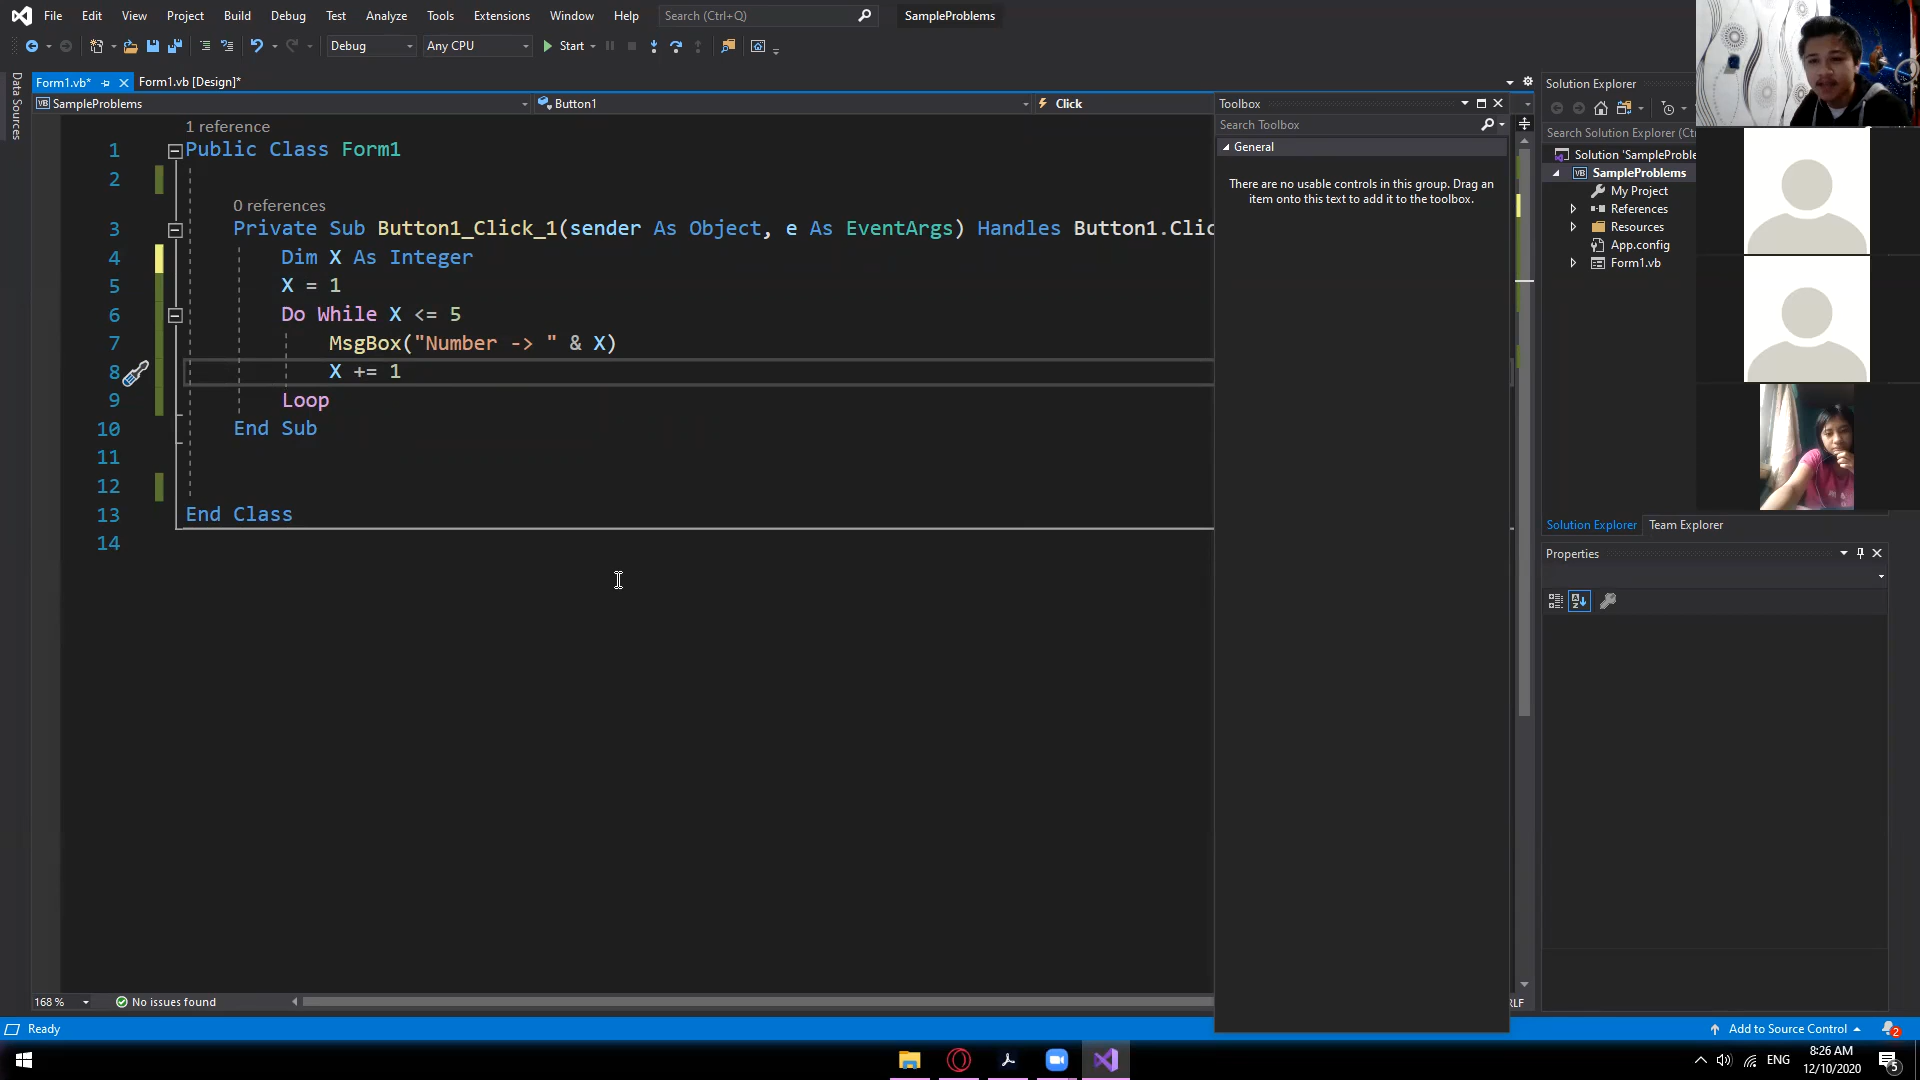 File Edit View Project Build Debug Test Analyze Tools Extensions Window Help Search (Ctrl+Q) SampleProblems
Debug Any CPU Start
Form1.vb* Form1.vb [Design]*
Data Sources
SampleProblems Button1 Click
1 reference
1 Public Class Form1
2
0 references
3 Private Sub Button1_Click_1(sender As Object, e As EventArgs) Handles Button1.Clic
4 Dim X As Integer
5 X = 1
6 Do While X <= 5
7 MsgBox("Number -> " & X)
8 X += 1
9 Loop
10 End Sub
11
12
13 End Class
14
Toolbox
Search Toolbox
General
There are no usable controls in this group. Drag an
item onto this text to add it to the toolbox.
Solution Explorer
Search Solution Explorer (Ctr
Solution 'SampleProble
SampleProblems
My Project
References
Resources
App.config
Form1.vb
Solution Explorer Team Explorer
Properties
168 % No issues found
LF
Ready Add to Source Control 2
ENG 8:26 AM
12/10/2020 5